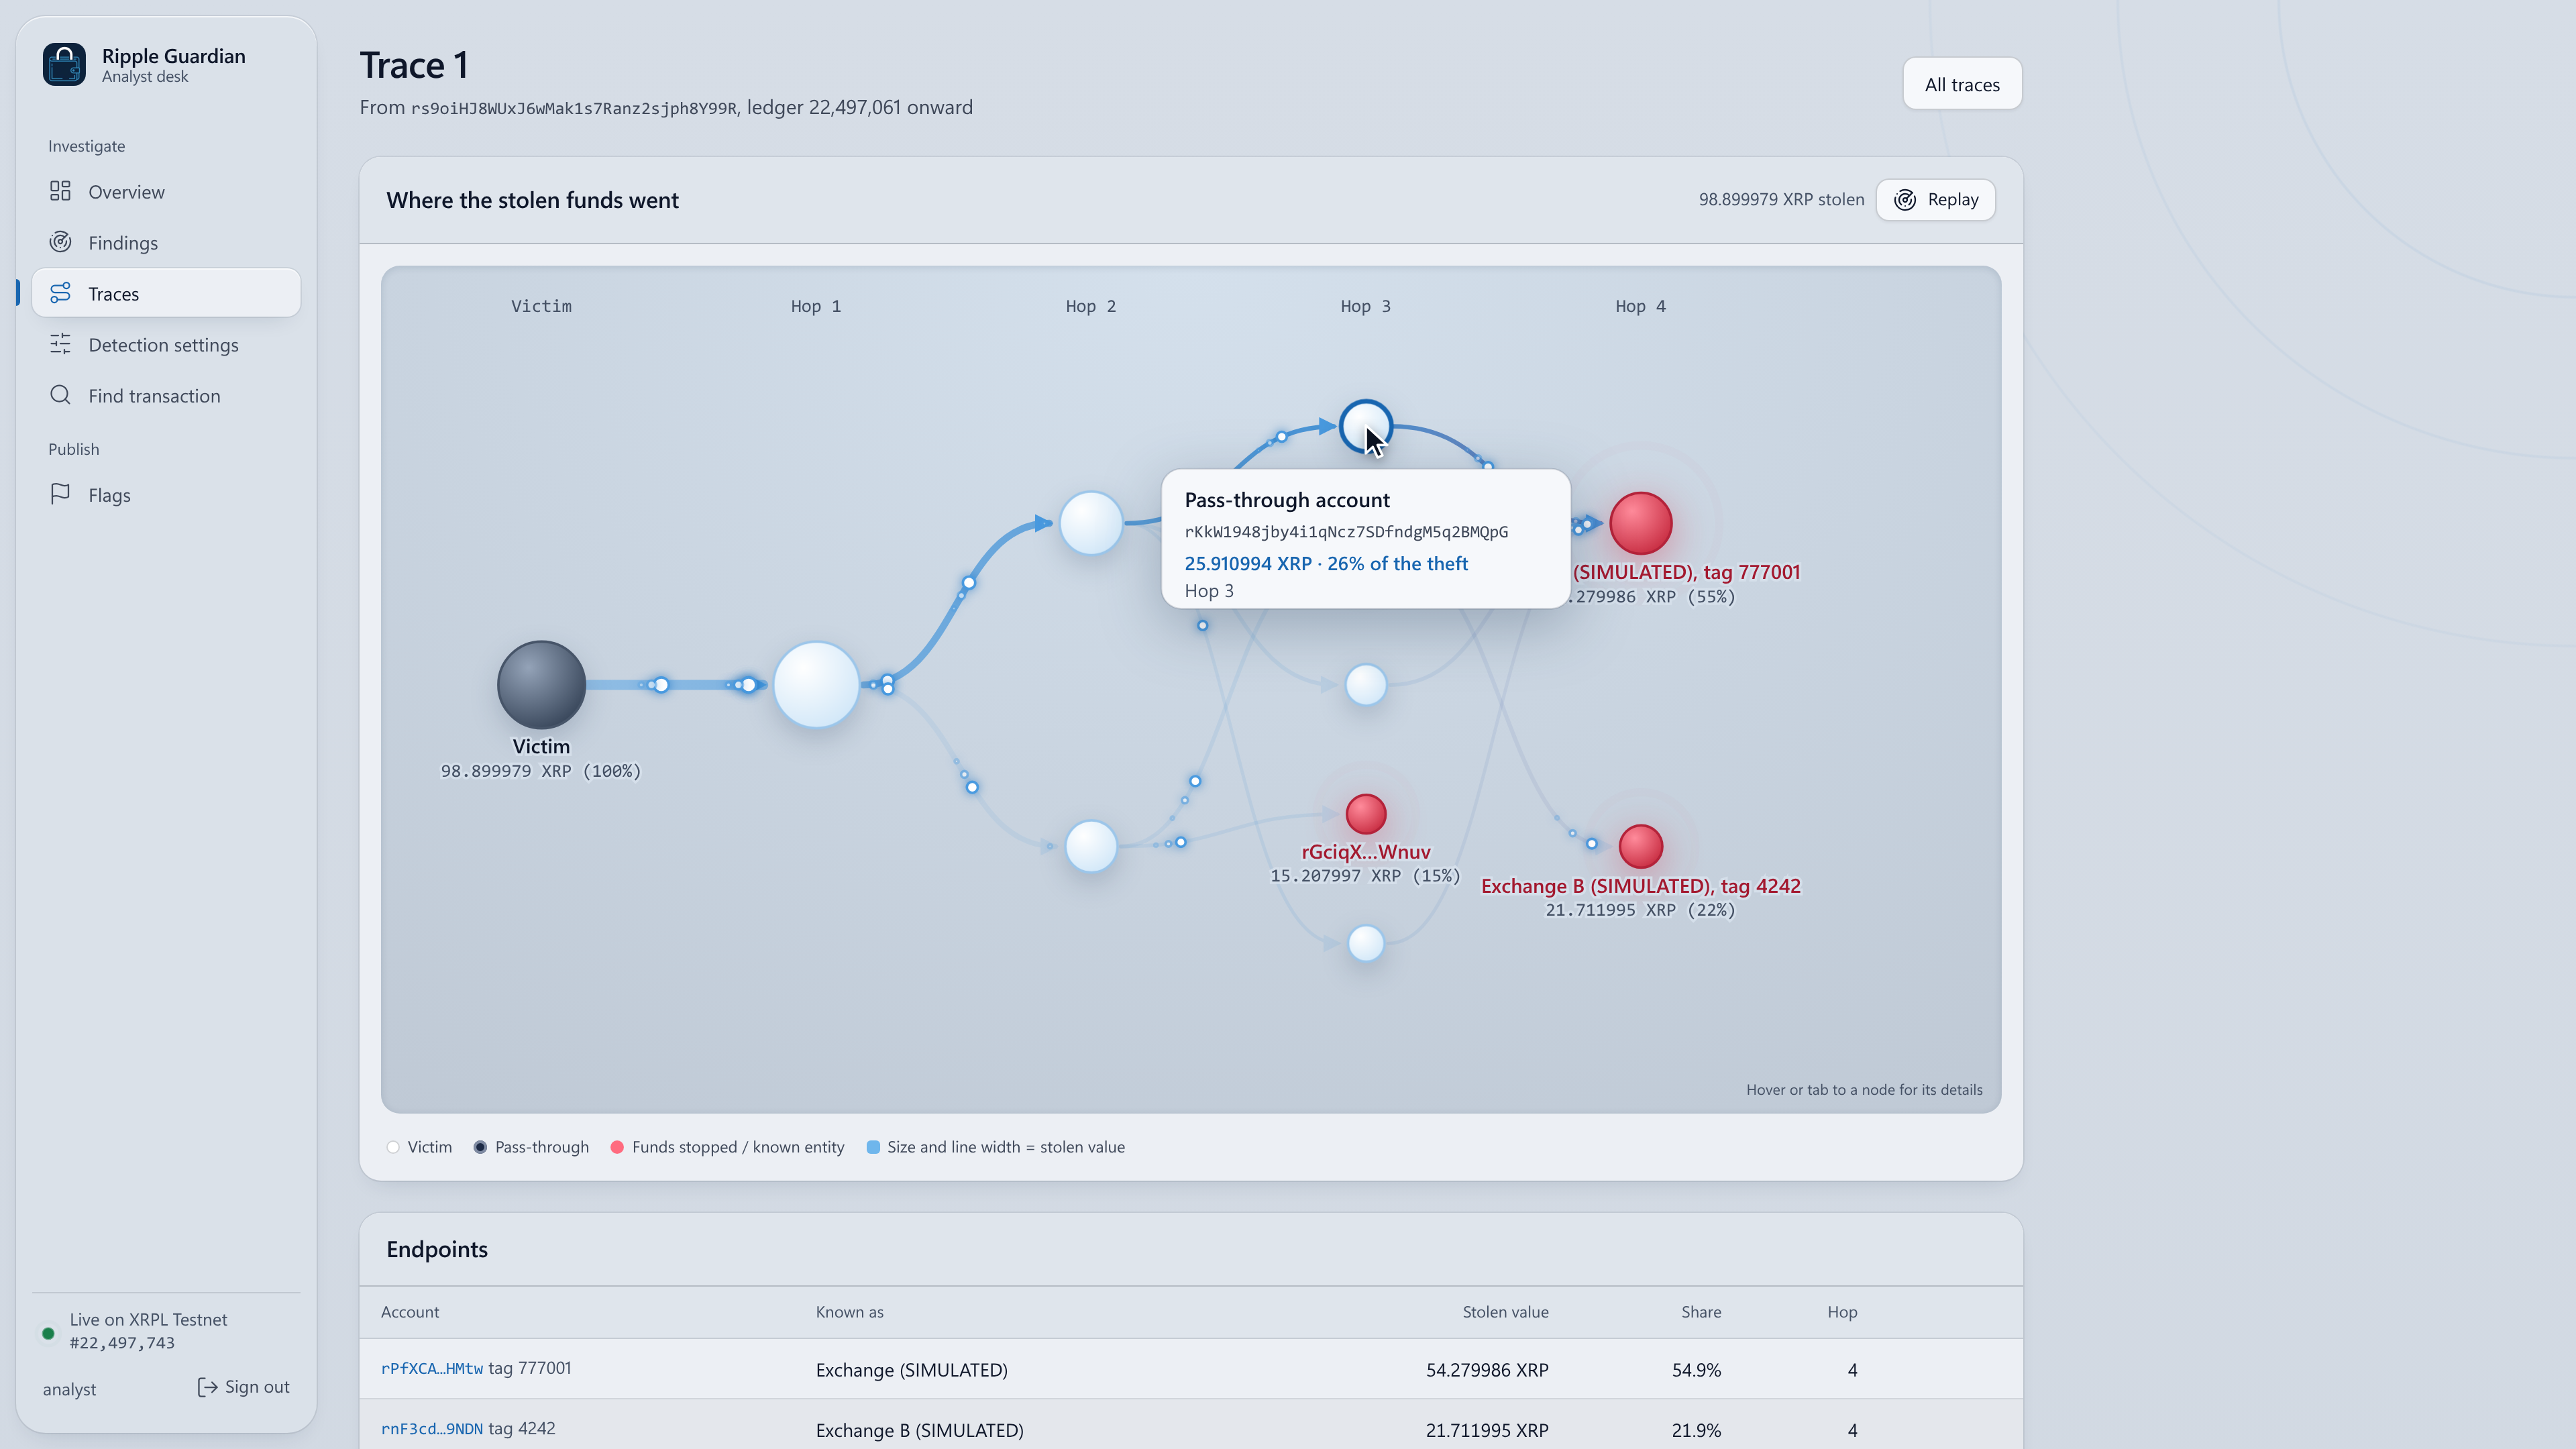 Ripple Guardian
Analyst desk
Investigate
Overview
Findings
Traces
Detection settings
Find transaction
Publish
Flags
Live on XRPL Testnet
#22,497,743
analyst
Sign out
Trace 1
From rs9oiHJ8WUxJ6wMak1s7Ranz2sjph8Y99R, ledger 22,497,061 onward
All traces
Where the stolen funds went
98.899979 XRP stolen
Replay
Victim
Hop 1
Hop 2
Hop 3
Hop 4
Pass-through account
rKkW1948jby4i1qNcz7SDfndgM5q2BMQpG
25.910994 XRP · 26% of the theft
Hop 3
(SIMULATED), tag 777001
.279986 XRP (55%)
Victim
98.899979 XRP (100%)
rGciqX...Wnuv
15.207997 XRP (15%)
Exchange B (SIMULATED), tag 4242
21.711995 XRP (22%)
Hover or tab to a node for its details
Victim
Pass-through
Funds stopped / known entity
Size and line width = stolen value
Endpoints
Account Known as Stolen value Share Hop
rPfXCA…HMtw tag 777001 Exchange (SIMULATED) 54.279986 XRP 54.9% 4
rnF3cd…9NDN tag 4242 Exchange B (SIMULATED) 21.711995 XRP 21.9% 4